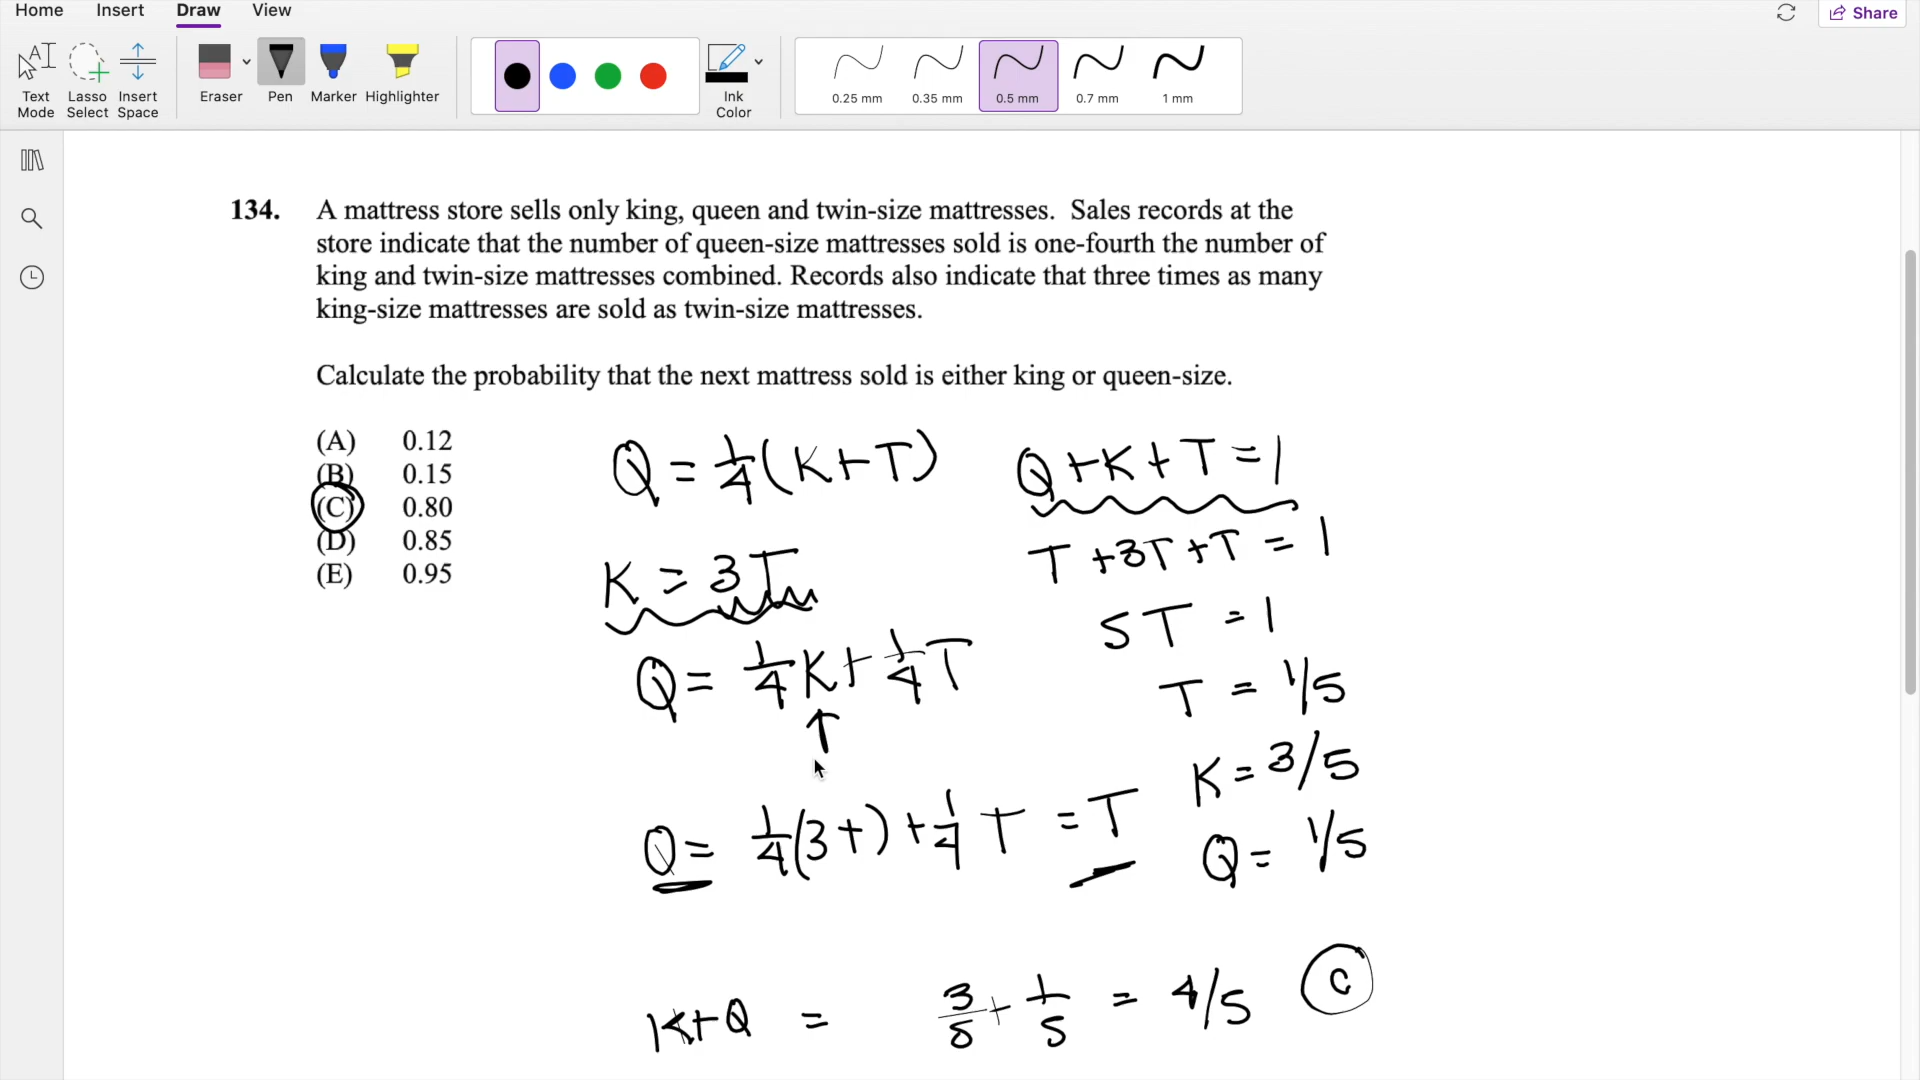 Home Insert Draw View Share
Text Mode Lasso Select Insert Space Eraser Pen Marker Highlighter Ink Color 0.25 mm 0.35 mm 0.5 mm 0.7 mm 1 mm
134. A mattress store sells only king, queen and twin-size mattresses. Sales records at the
store indicate that the number of queen-size mattresses sold is one-fourth the number of
king and twin-size mattresses combined. Records also indicate that three times as many
king-size mattresses are sold as twin-size mattresses.
Calculate the probability that the next mattress sold is either king or queen-size.
(A) 0.12
(B) 0.15
(C) 0.80
(D) 0.85
(E) 0.95
Q = 1/4 (K+T)
K = 3T
Q = 1/4 K + 1/4 T
Q = 1/4 (3T) + 1/4 T = T
Q+K+T=1
T+3T+T=1
5T = 1
T = 1/5
K = 3/5
Q = 1/5
K+Q = 3/5 + 1/5 = 4/5 C